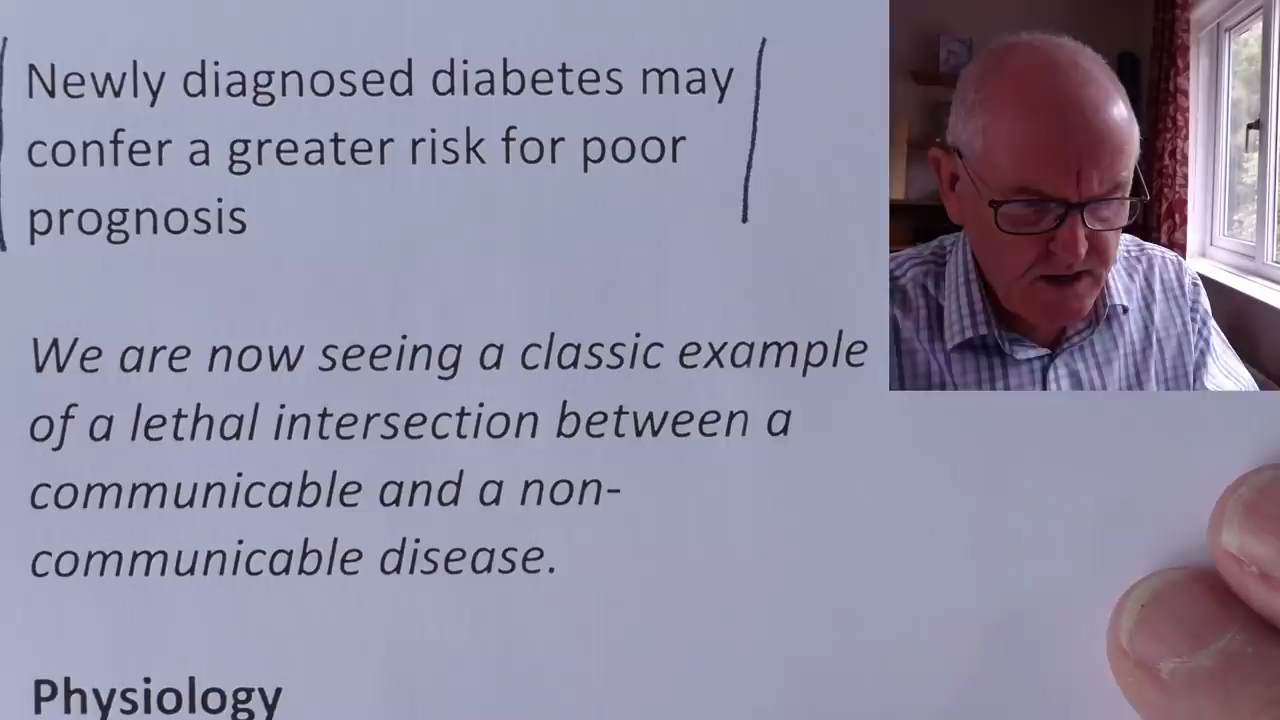 Newly diagnosed diabetes may
confer a greater risk for poor
prognosis
We are now seeing a classic example
of a lethal intersection between a
communicable and a non-
communicable disease.
Physiology